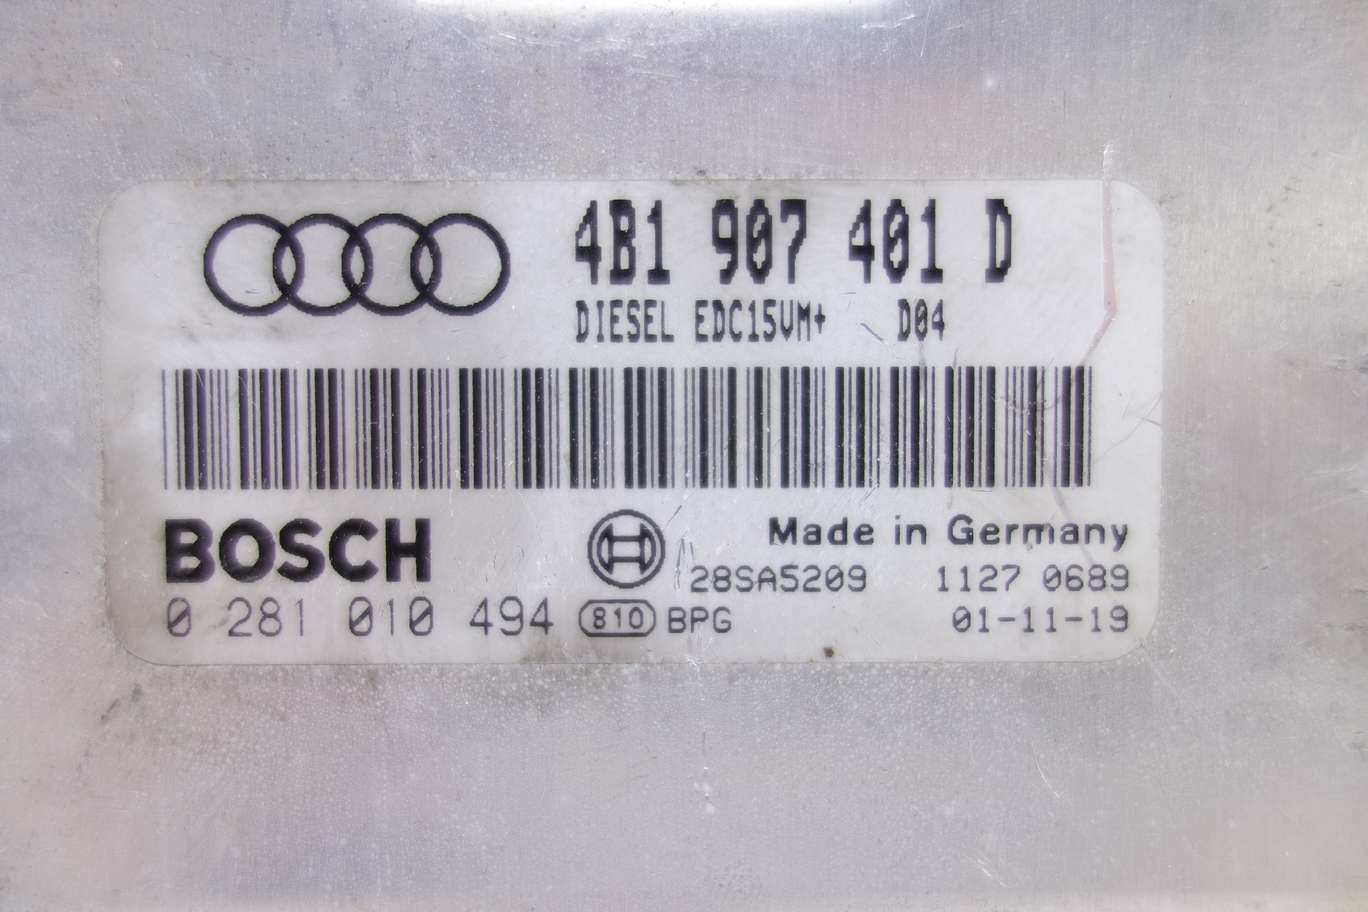 4B1 907 401 D
DIESEL EDC15VM+ D04
BOSCH
Made in Germany
28SA5209 1127 0689
0 281 010 494 810 BPG 01-11-19